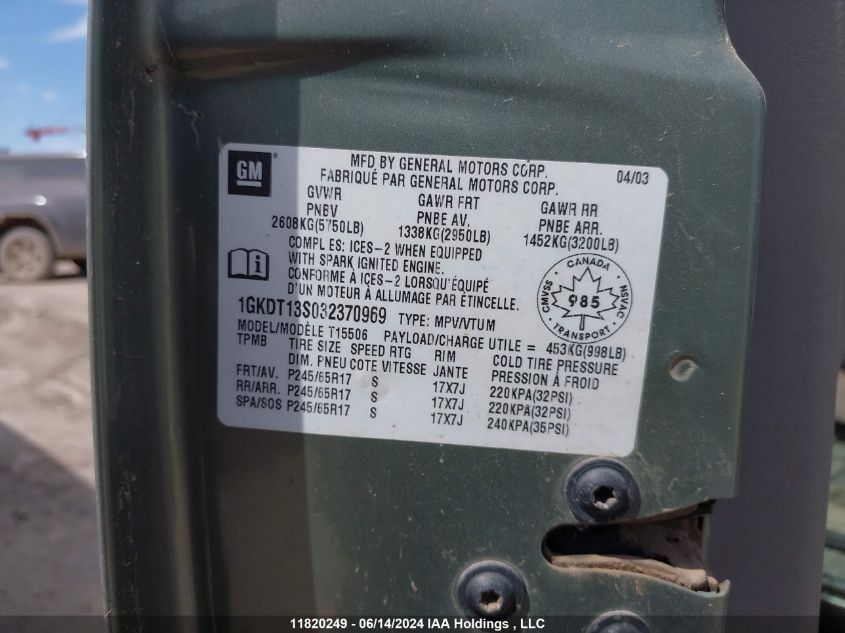 GM
MFD BY GENERAL MOTORS CORP. 04/03
FABRIQUÉ PAR GENERAL MOTORS CORP.
GVWR GAWR FRT GAWR RR
PNBV PNBE AV. PNBE ARR.
2608KG(5750LB) 1338KG(2950LB) 1452KG(3200LB)
COMPLIES: ICES-2 WHEN EQUIPPED
WITH SPARK IGNITED ENGINE.
CONFORME À ICES-2 LORSQU'ÉQUIPÉ
D'UN MOTEUR À ALLUMAGE PAR ÉTINCELLE.
CANADA
CMVSS 985 NSVAC
TRANSPORT
1GKDT13S032370969 TYPE: MPV/VTUM
MODEL/MODÈLE T15506 PAYLOAD/CHARGE UTILE = 453KG(998LB)
TPMB TIRE SIZE SPEED RTG RIM COLD TIRE PRESSURE
DIM. PNEU COTE VITESSE JANTE PRESSION À FROID
FRT/AV. P245/65R17 S 17X7J 220KPA(32PSI)
RR/ARR. P245/65R17 S 17X7J 220KPA(32PSI)
SPA/SOS P245/65R17 S 17X7J 240KPA(35PSI)
11820249 - 06/14/2024 IAA Holdings , LLC